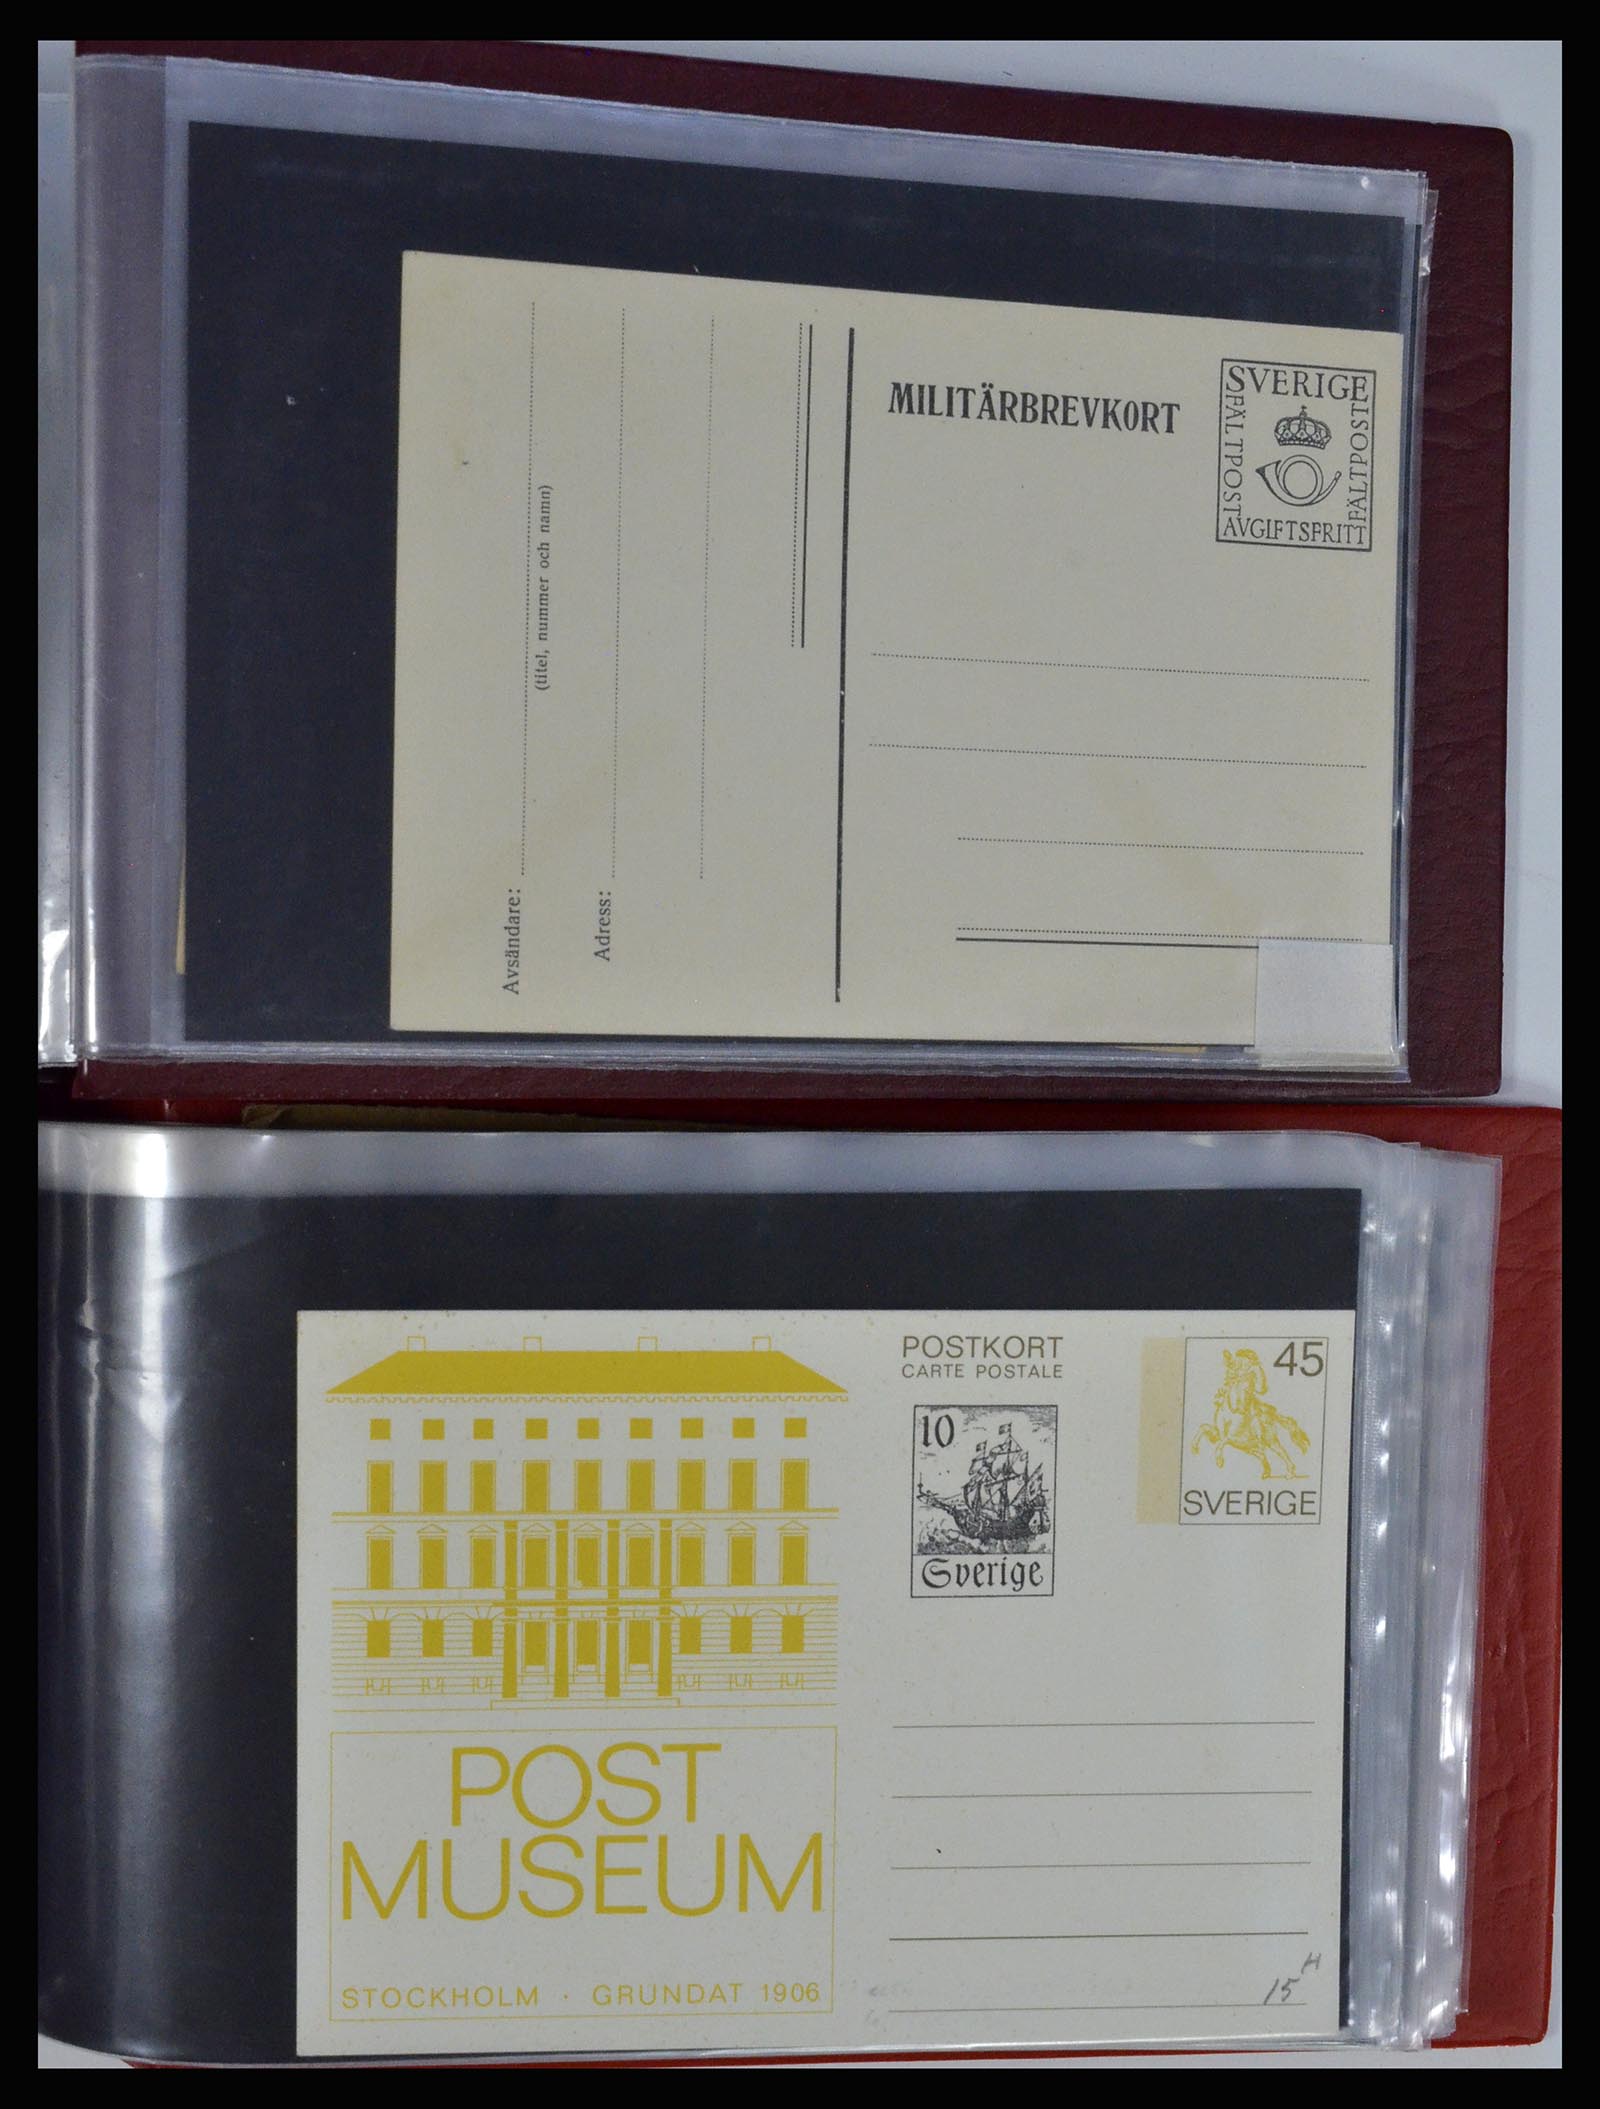 MILITÄRBREVKORT
SVERIGE
FÄLTPOST
FÄLTPOST
AVGIFTSFRITT
Avsändare:
(titel, nummer och namn)
Adress:
POSTKORT
CARTE POSTALE
45
SVERIGE
10
Sverige
POST
MUSEUM
STOCKHOLM · GRUNDAT 1906
15